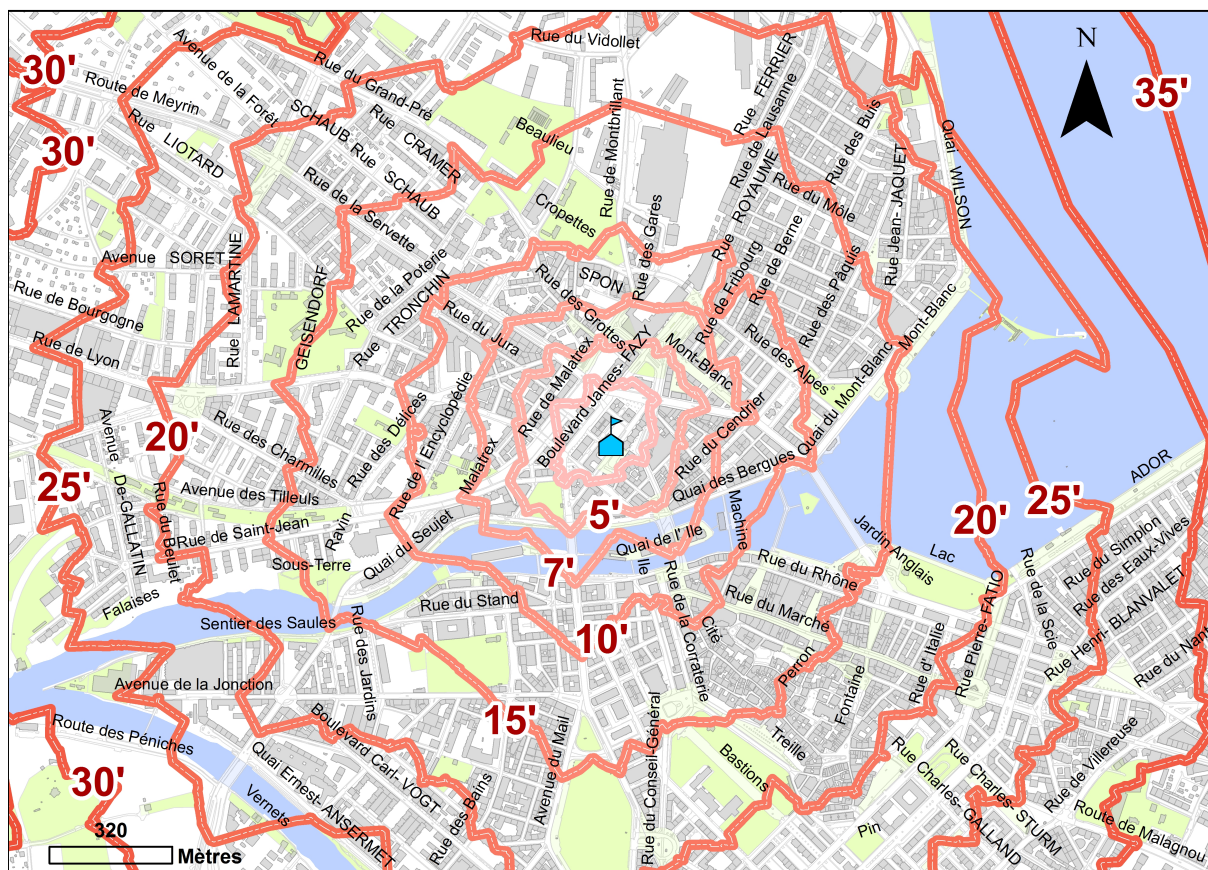 30'
Route de Meyrin
Avenue de la Forêt
Rue du Grand-Pré
Rue du Vidollet
Rue FERRIER
N
35'
30'
Rue LIOTARD
SCHAUB Rue
Rue CRAMER
Beaulieu
Rue de Montbrillant
Rue de Lausanne
Rue des Buis
Quai WILSON
SCHAUB
Rue de la Servette
Cropettes
Rue ROYAUME
Rue du Môle
Rue Jean-JAQUET
Avenue SORET
Rue LAMARTINE
GEISENDORF
Rue de la Poterie
Rue TRONCHIN
SPON
Rue des Gares
Rue de Fribourg
Rue de Berne
Rue des Pâquis
Rue de Bourgogne
Rue de Lyon
Rue du Jura
Rue des Grottes
Mont-Blanc
Rue des Alpes
Quai du Mont-Blanc
Mont-Blanc
Rue de Malatrex
Boulevard James-FAZY
Rue du Cendrier
20'
Rue des Charmilles
Rue des Délices
Rue de l'Encyclopédie
Malatrex
Quai des Bergues
25'
Avenue De-GALLATIN
Avenue des Tilleuls
Rue du Beulet
Rue de Saint-Jean
Ravin
Sous-Terre
Quai du Seujet
5'
7'
Quai de l'Ile
Ile
Machine
20'
25'
ADOR
Jardin Anglais
Lac
Falaises
Sentier des Saules
Rue du Stand
Rue des Jardins
10'
Rue de la Corraterie
Cité
Rue du Rhône
Rue du Marché
Perron
Fontaine
Rue d'Italie
Rue Pierre-FATIO
Rue de la Scie
Rue du Simplon
Rue des Eaux-Vives
Rue Henri-BLANVALET
Rue du Nant
Avenue de la Jonction
Route des Péniches
15'
Boulevard Carl-VOGT
Avenue du Mail
Rue du Conseil-Général
Treille
Bastions
Pin
Rue Charles-GALLAND
Rue Charles-STURM
Rue de Villereuse
Route de Malagnou
30'
Quai Ernest-ANSERMET
Vernets
Rue des Bains
320
Mètres